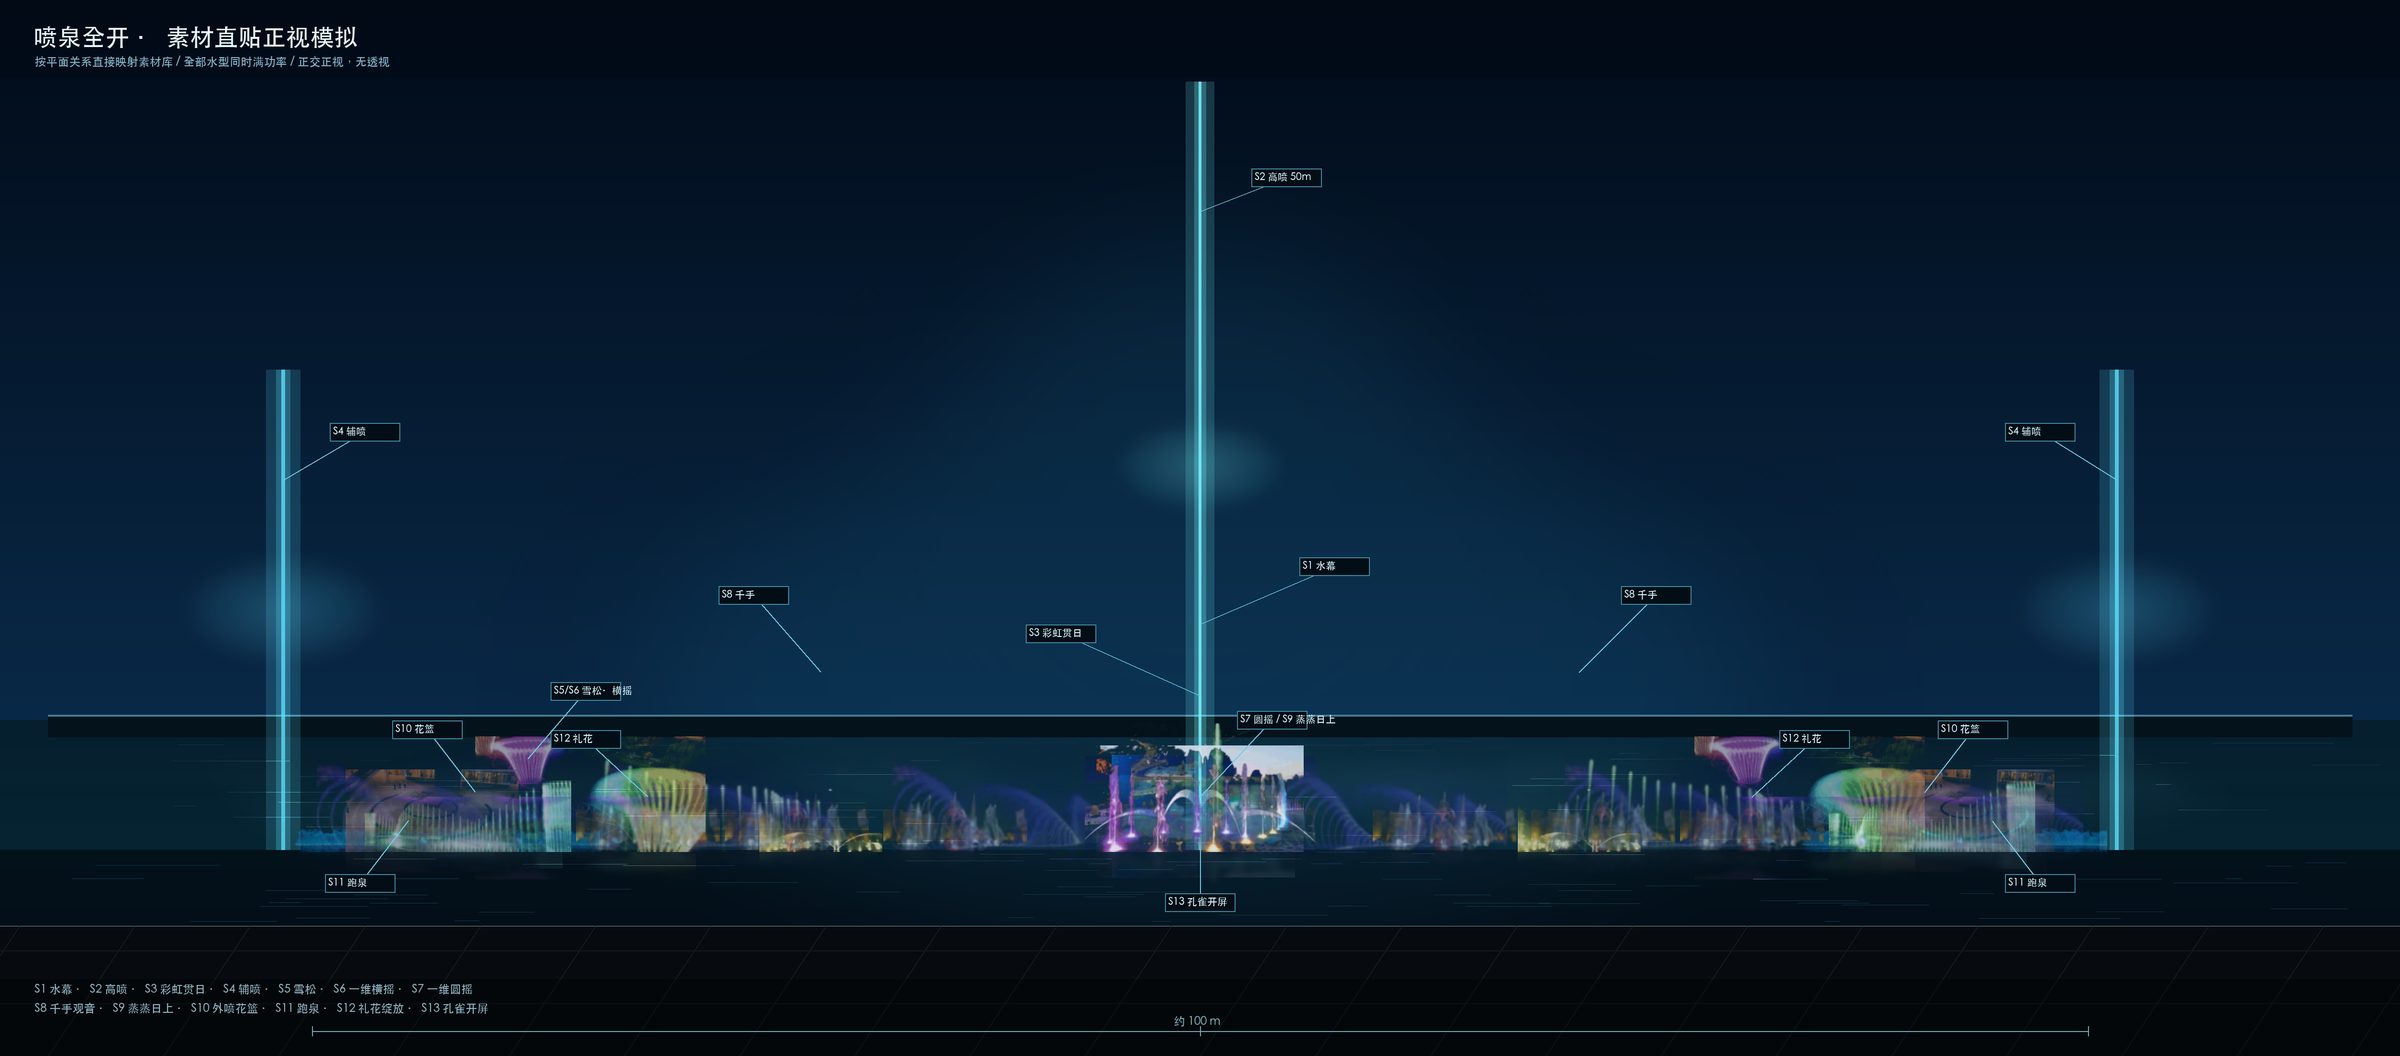 喷泉全开 · 素材直贴正视模拟
按平面关系直接映射素材库 / 全部水型同时满功率 / 正交正视，无透视
S2 高喷 50m
S4 辅喷
S4 辅喷
S1 水幕
S8 千手
S8 千手
S3 彩虹贯日
S5/S6 雪松· 横摇
S7 圆摇 / S9 蒸蒸日上
S10 花篮
S10 花篮
S12 礼花
S12 礼花
S11 跑泉
S11 跑泉
S13 孔雀开屏
S1 水幕 · S2 高喷 · S3 彩虹贯日 · S4 辅喷 · S5 雪松 · S6 一维横摇 · S7 一维圆摇
S8 千手观音 · S9 蒸蒸日上 · S10 外喷花篮 · S11 跑泉 · S12 礼花绽放 · S13 孔雀开屏
约 100 m